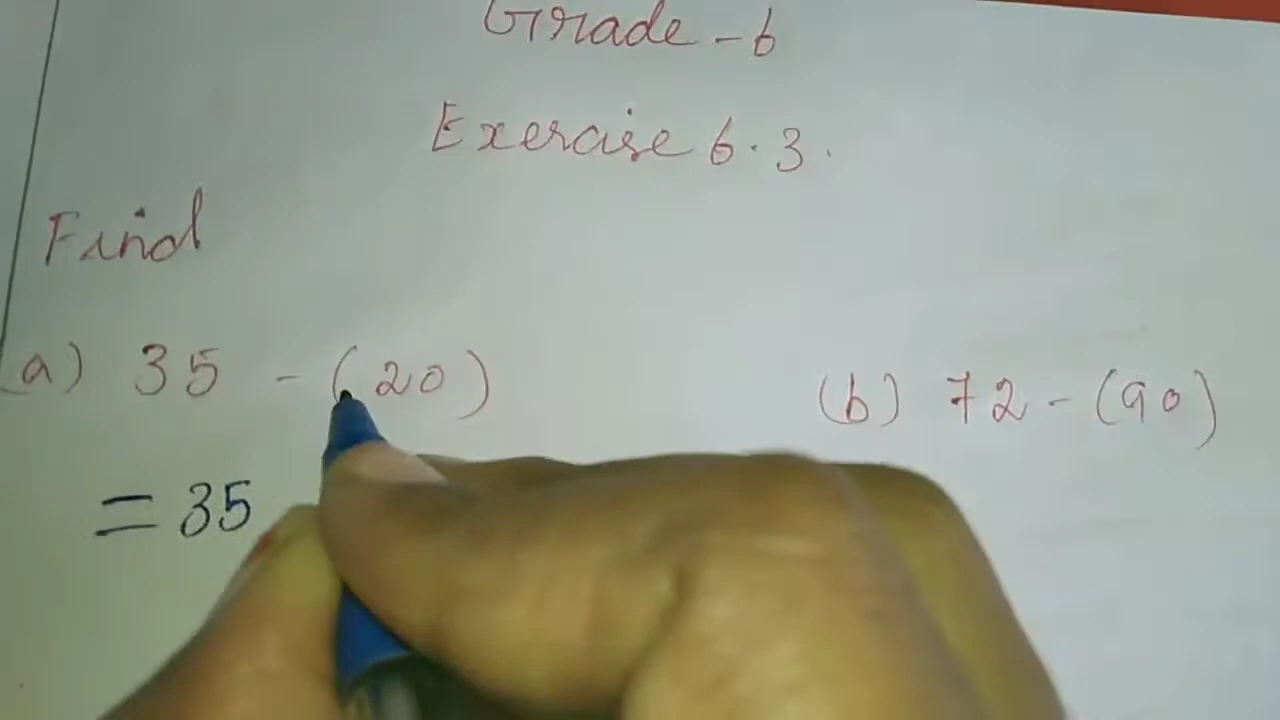 Grade - 6
Exercise 6.3.
Find
(a) 35 - (20)
(b) 72 - (90)
= 35